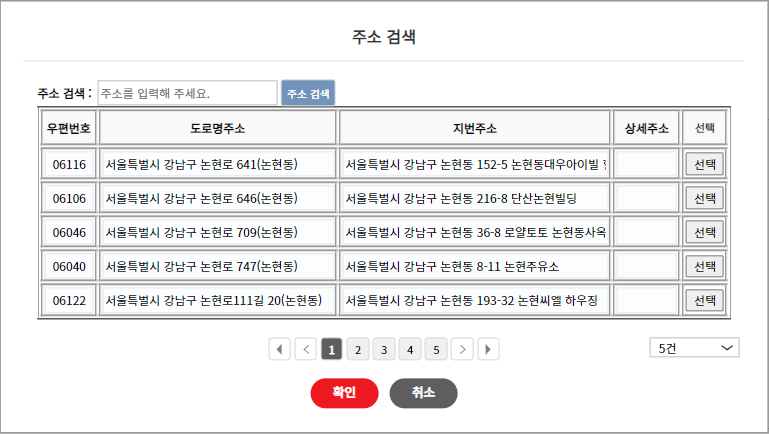 주소 검색
주소 검색 : 주소를 입력해 주세요. 주소 검색
우편번호 도로명주소 지번주소 상세주소 선택
06116 서울특별시 강남구 논현로 641(논현동) 서울특별시 강남구 논현동 152-5 논현동대우아이빌 선택
06106 서울특별시 강남구 논현로 646(논현동) 서울특별시 강남구 논현동 216-8 단산논현빌딩 선택
06046 서울특별시 강남구 논현로 709(논현동) 서울특별시 강남구 논현동 36-8 로얄토토 논현동사옥 선택
06040 서울특별시 강남구 논현로 747(논현동) 서울특별시 강남구 논현동 8-11 논현주유소 선택
06122 서울특별시 강남구 논현로111길 20(논현동) 서울특별시 강남구 논현동 193-32 논현씨엘 하우징 선택
1 2 3 4 5 5건
확인 취소